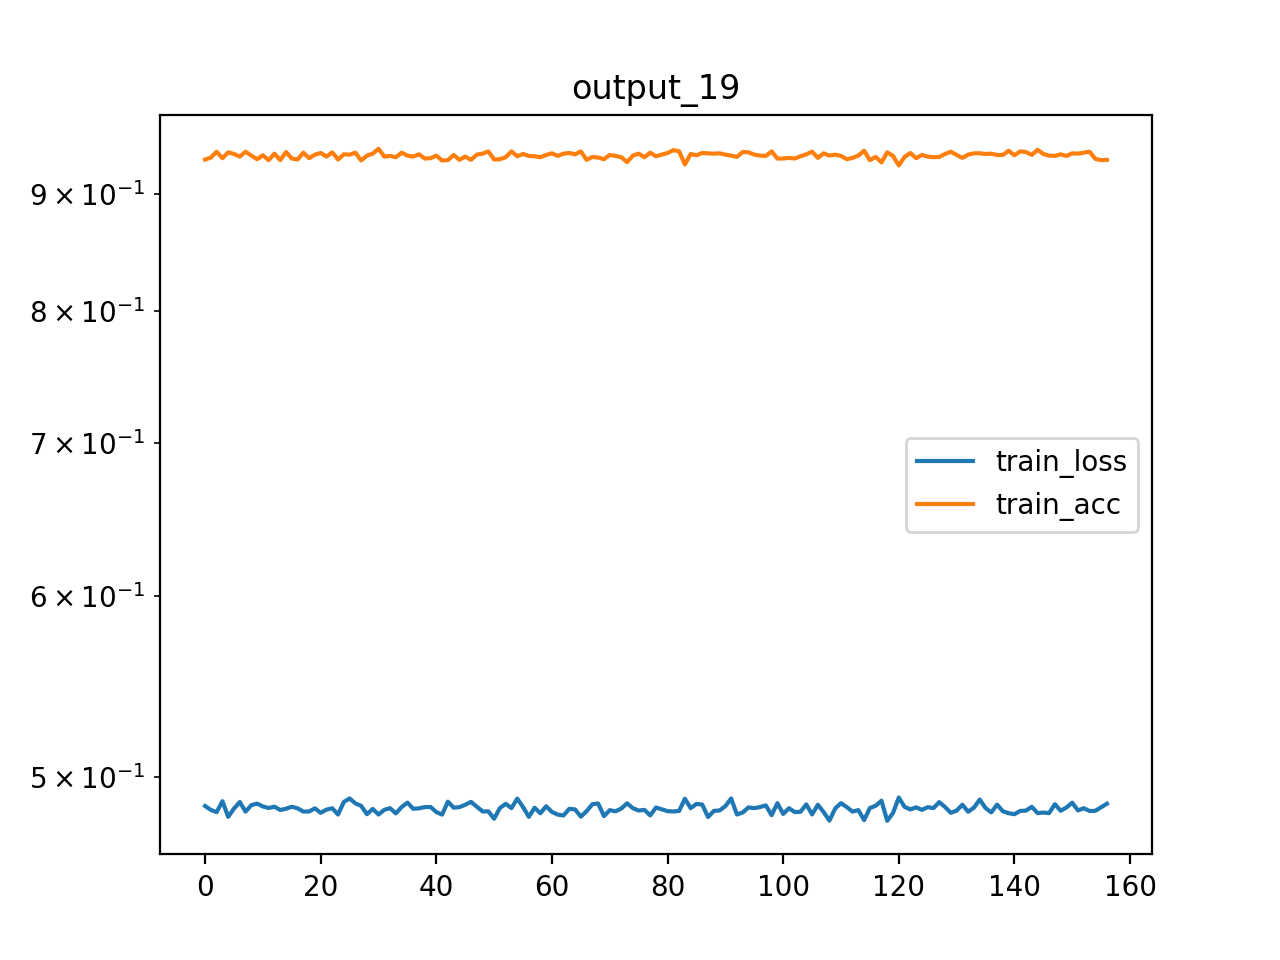 output_19
9 × 10⁻¹
8 × 10⁻¹
7 × 10⁻¹
6 × 10⁻¹
5 × 10⁻¹
train_loss
train_acc
0 20 40 60 80 100 120 140 160